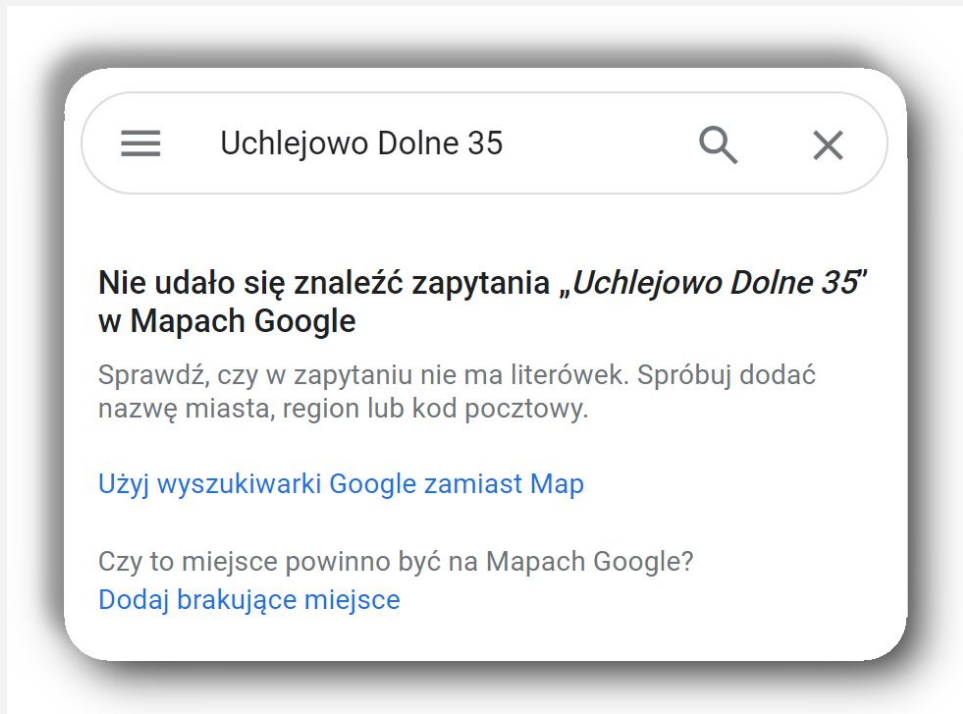 Uchlejowo Dolne 35
Nie udało się znaleźć zapytania „Uchlejowo Dolne 35”
w Mapach Google
Sprawdź, czy w zapytaniu nie ma literówek. Spróbuj dodać
nazwę miasta, region lub kod pocztowy.
Użyj wyszukiwarki Google zamiast Map
Czy to miejsce powinno być na Mapach Google?
Dodaj brakujące miejsce